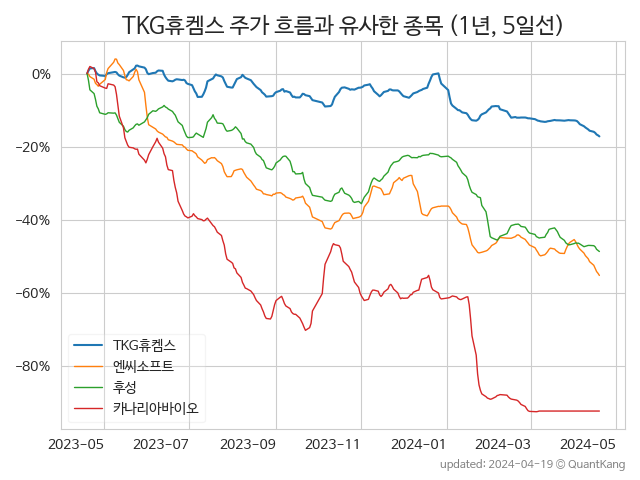 TKG휴켐스 주가 흐름과 유사한 종목 (1년, 5일선)
0%
−20%
−40%
−60%
−80%
TKG휴켐스
엔씨소프트
후성
카나리아바이오
2023-05 2023-07 2023-09 2023-11 2024-01 2024-03 2024-05
updated: 2024-04-19 © QuantKang